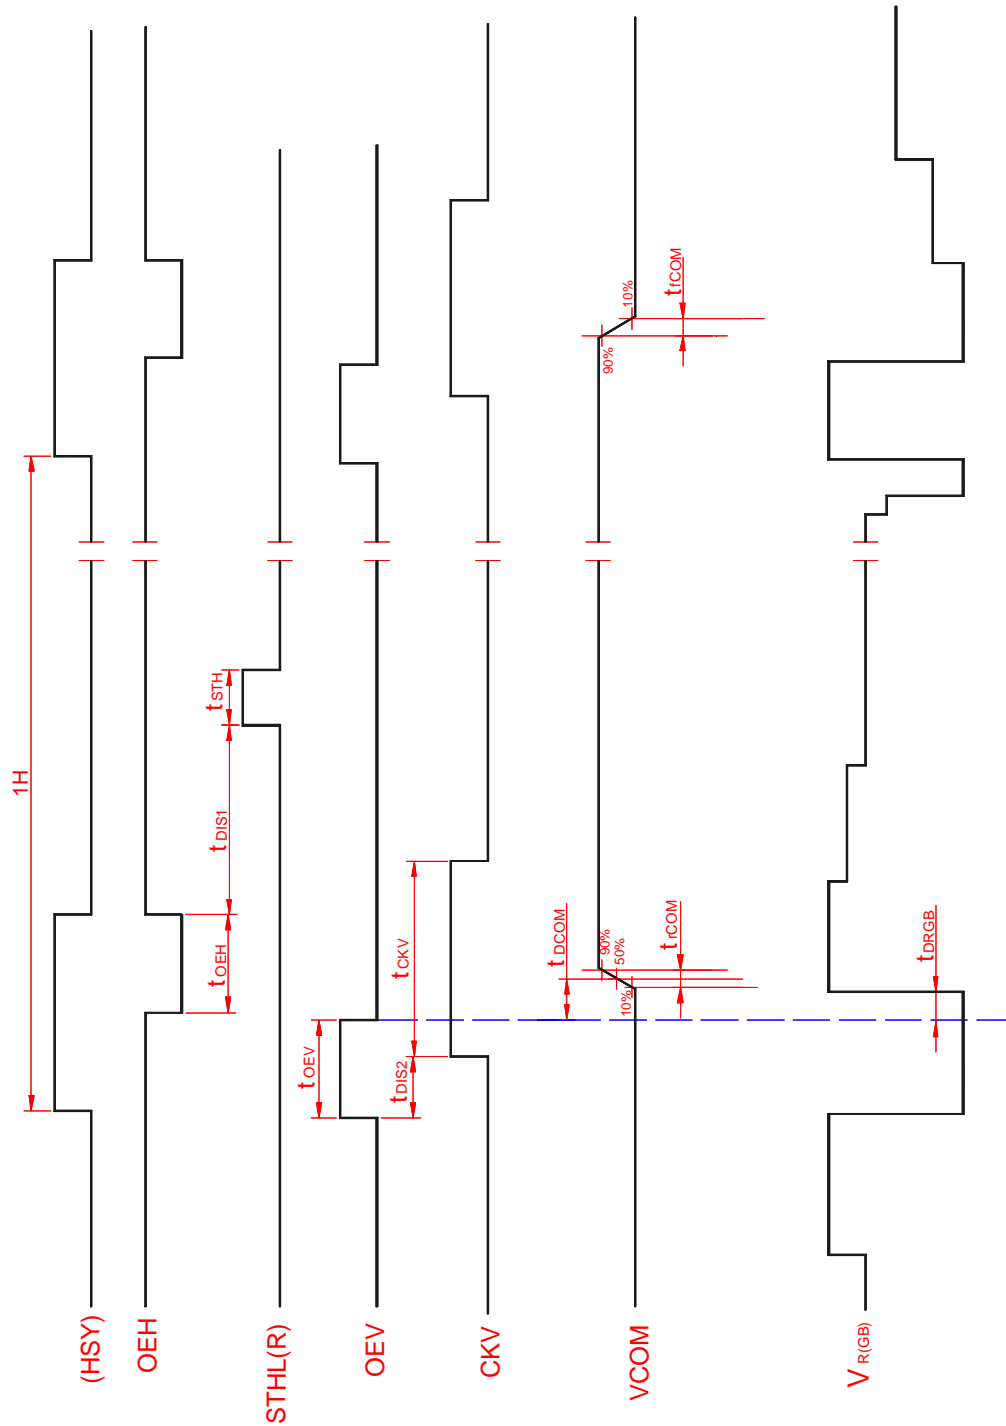 (HSY)
1H
OEH
tOEH
tDIS1
tSTH
STHL(R)
OEV
tOEV
CKV
tDIS2
tCKV
VCOM
tDCOM
10%
50%
90%
trCOM
90%
10%
tfCOM
VR(GB)
tDRGB